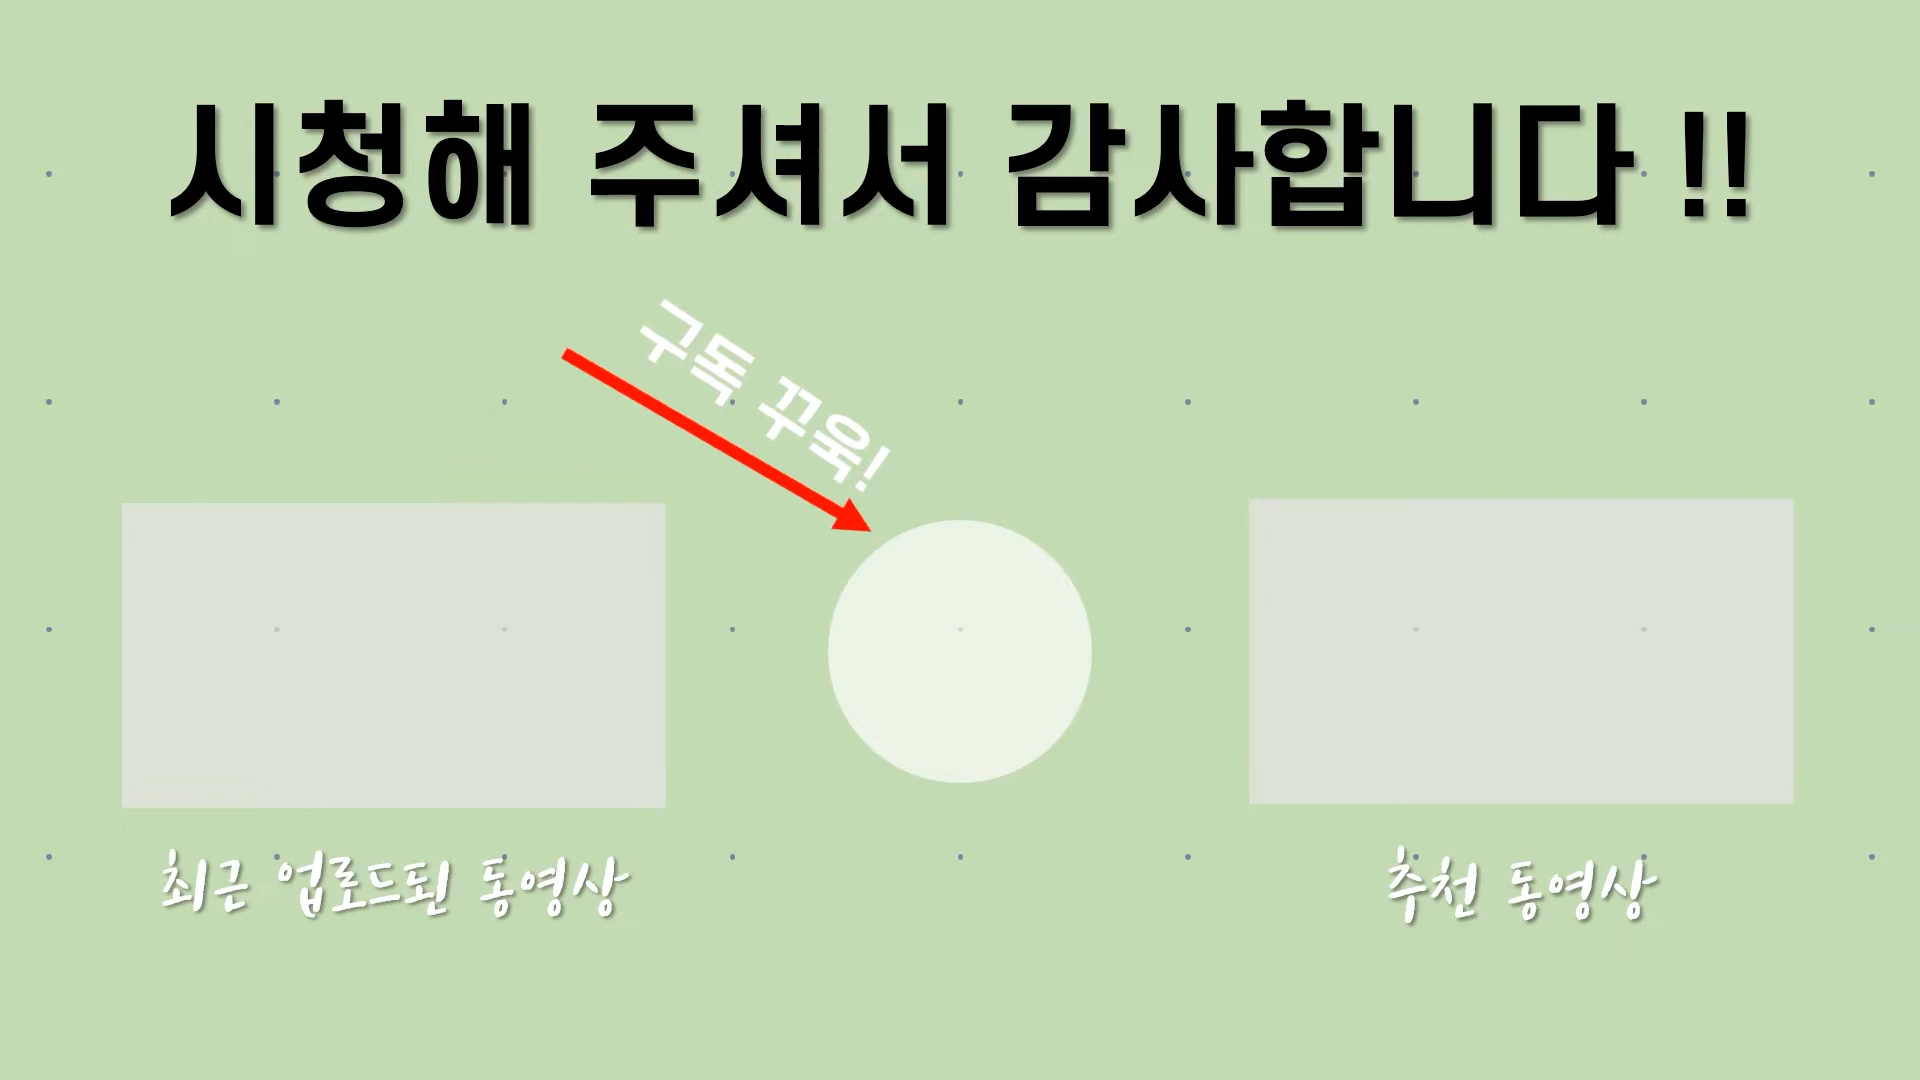 시청해 주셔서 감사합니다 !!
구독 꾸욱!
최근 업로드된 동영상
추천 동영상